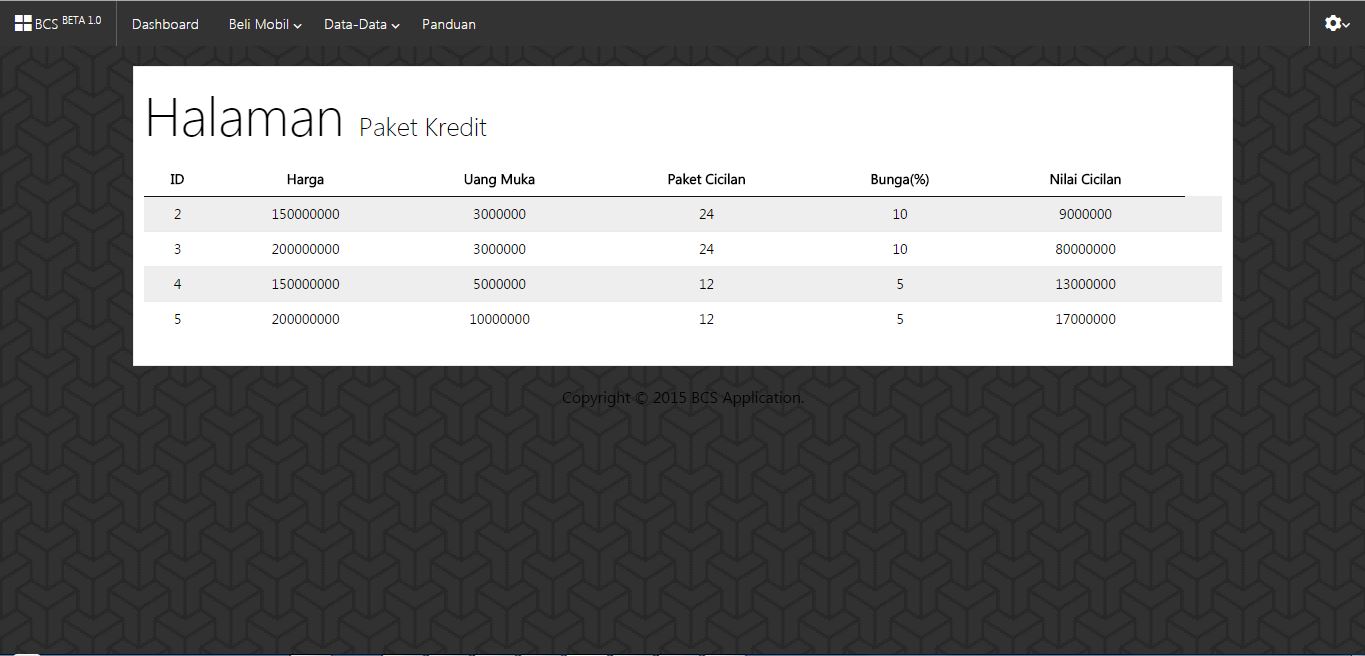 BCS BETA 1.0 Dashboard Beli Mobil Data-Data Panduan
Halaman Paket Kredit
ID Harga Uang Muka Paket Cicilan Bunga(%) Nilai Cicilan
2 150000000 3000000 24 10 9000000
3 200000000 3000000 24 10 80000000
4 150000000 5000000 12 5 13000000
5 200000000 10000000 12 5 17000000
Copyright © 2015 BCS Application.